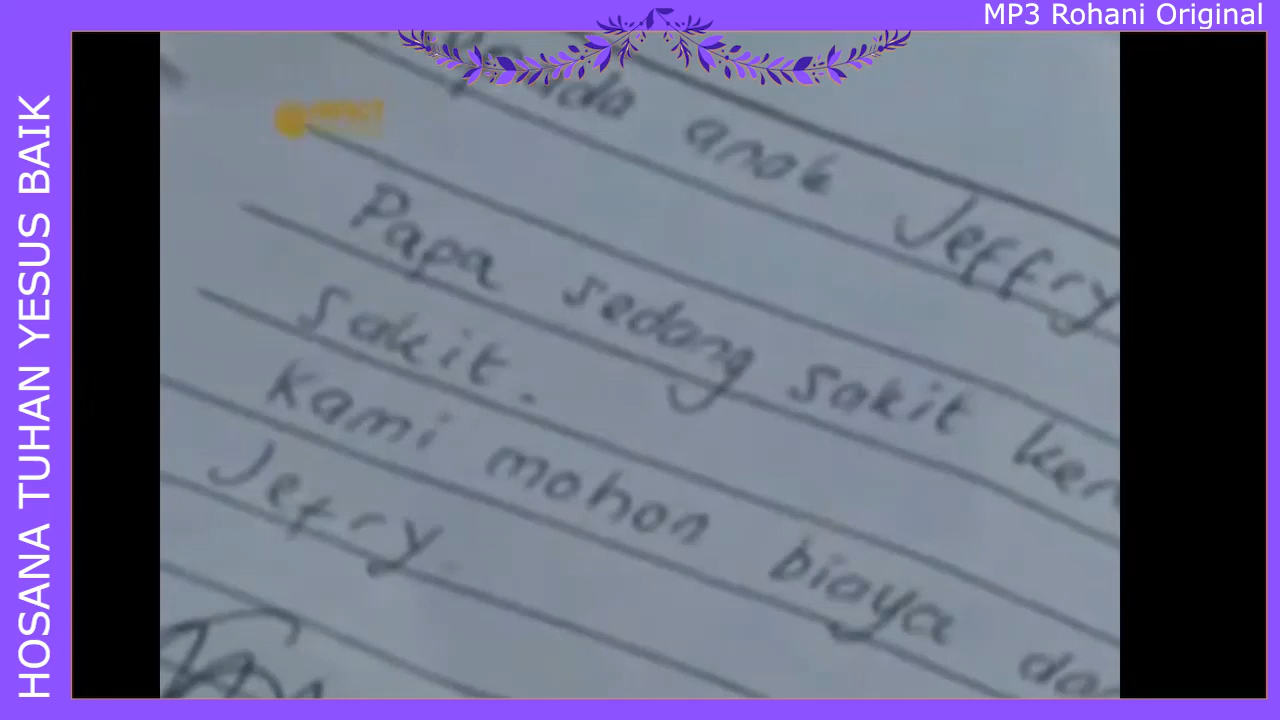 MP3 Rohani Original
HOSANA TUHAN YESUS BAIK
anak Jeffry
Papa sedang sakit
sakit.
Kami mohon biaya
Jefry